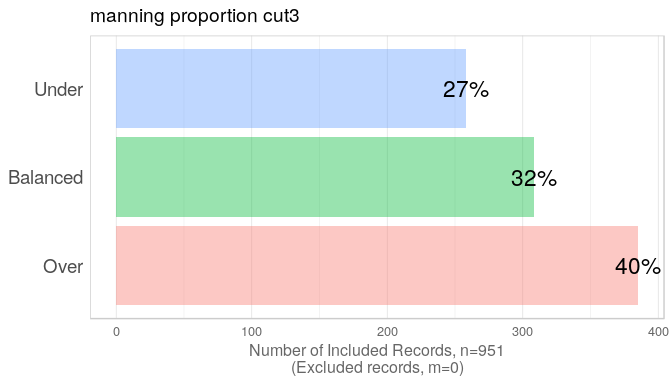 manning proportion cut3
Under
27%
Balanced
32%
Over
40%
0 100 200 300 400
Number of Included Records, n=951
(Excluded records, m=0)